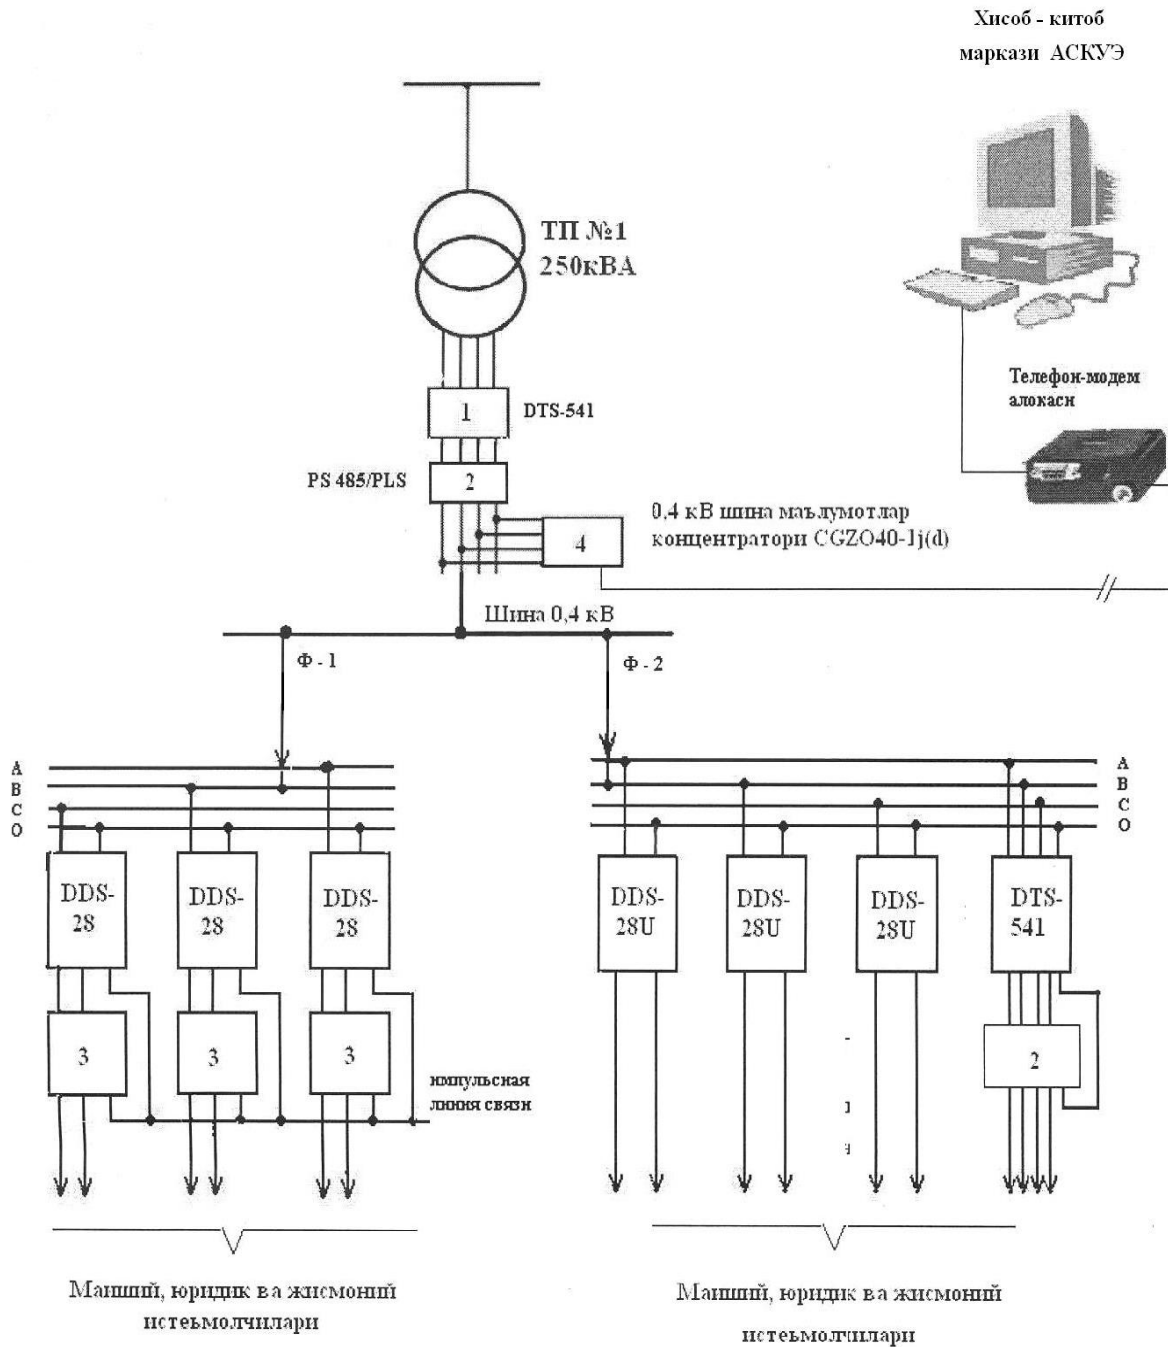 Хисоб - китоб
маркази АСКУЭ
ТП №1
250кВА
1
DTS-541
PS 485/PLS
2
Телефон-модем
алокаси
4
0,4 кВ шина маълумотлар
концентратори CGZO40-1j(d)
Шина 0,4 кВ
Ф - 1
Ф - 2
А
В
С
О
А
В
С
О
DDS-
28
DDS-
28
DDS-
28
DDS-
28U
DDS-
28U
DDS-
28U
DTS-
541
3
3
3
2
импульсная
линия связи
Маиший, юридик ва жисмоний
истеьмолчилари
Маиший, юридик ва жисмоний
истеьмолчилари